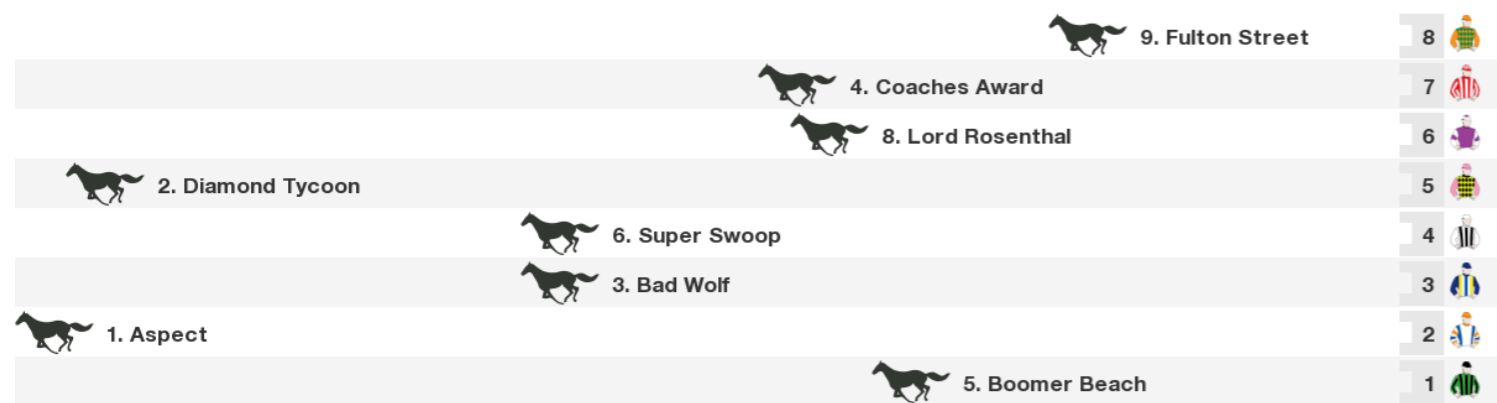 9. Fulton Street 8
4. Coaches Award 7
8. Lord Rosenthal 6
2. Diamond Tycoon 5
6. Super Swoop 4
3. Bad Wolf 3
1. Aspect 2
5. Boomer Beach 1